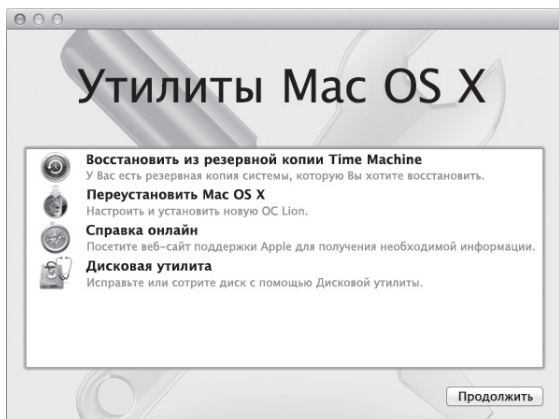 Утилиты Mac OS X
Восстановить из резервной копии Time Machine
У Вас есть резервная копия системы, которую Вы хотите восстановить.
Переустановить Mac OS X
Настроить и установить новую ОС Lion.
Справка онлайн
Посетите веб-сайт поддержки Apple для получения необходимой информации.
Дисковая утилита
Исправьте или сотрите диск с помощью Дисковой утилиты.
Продолжить